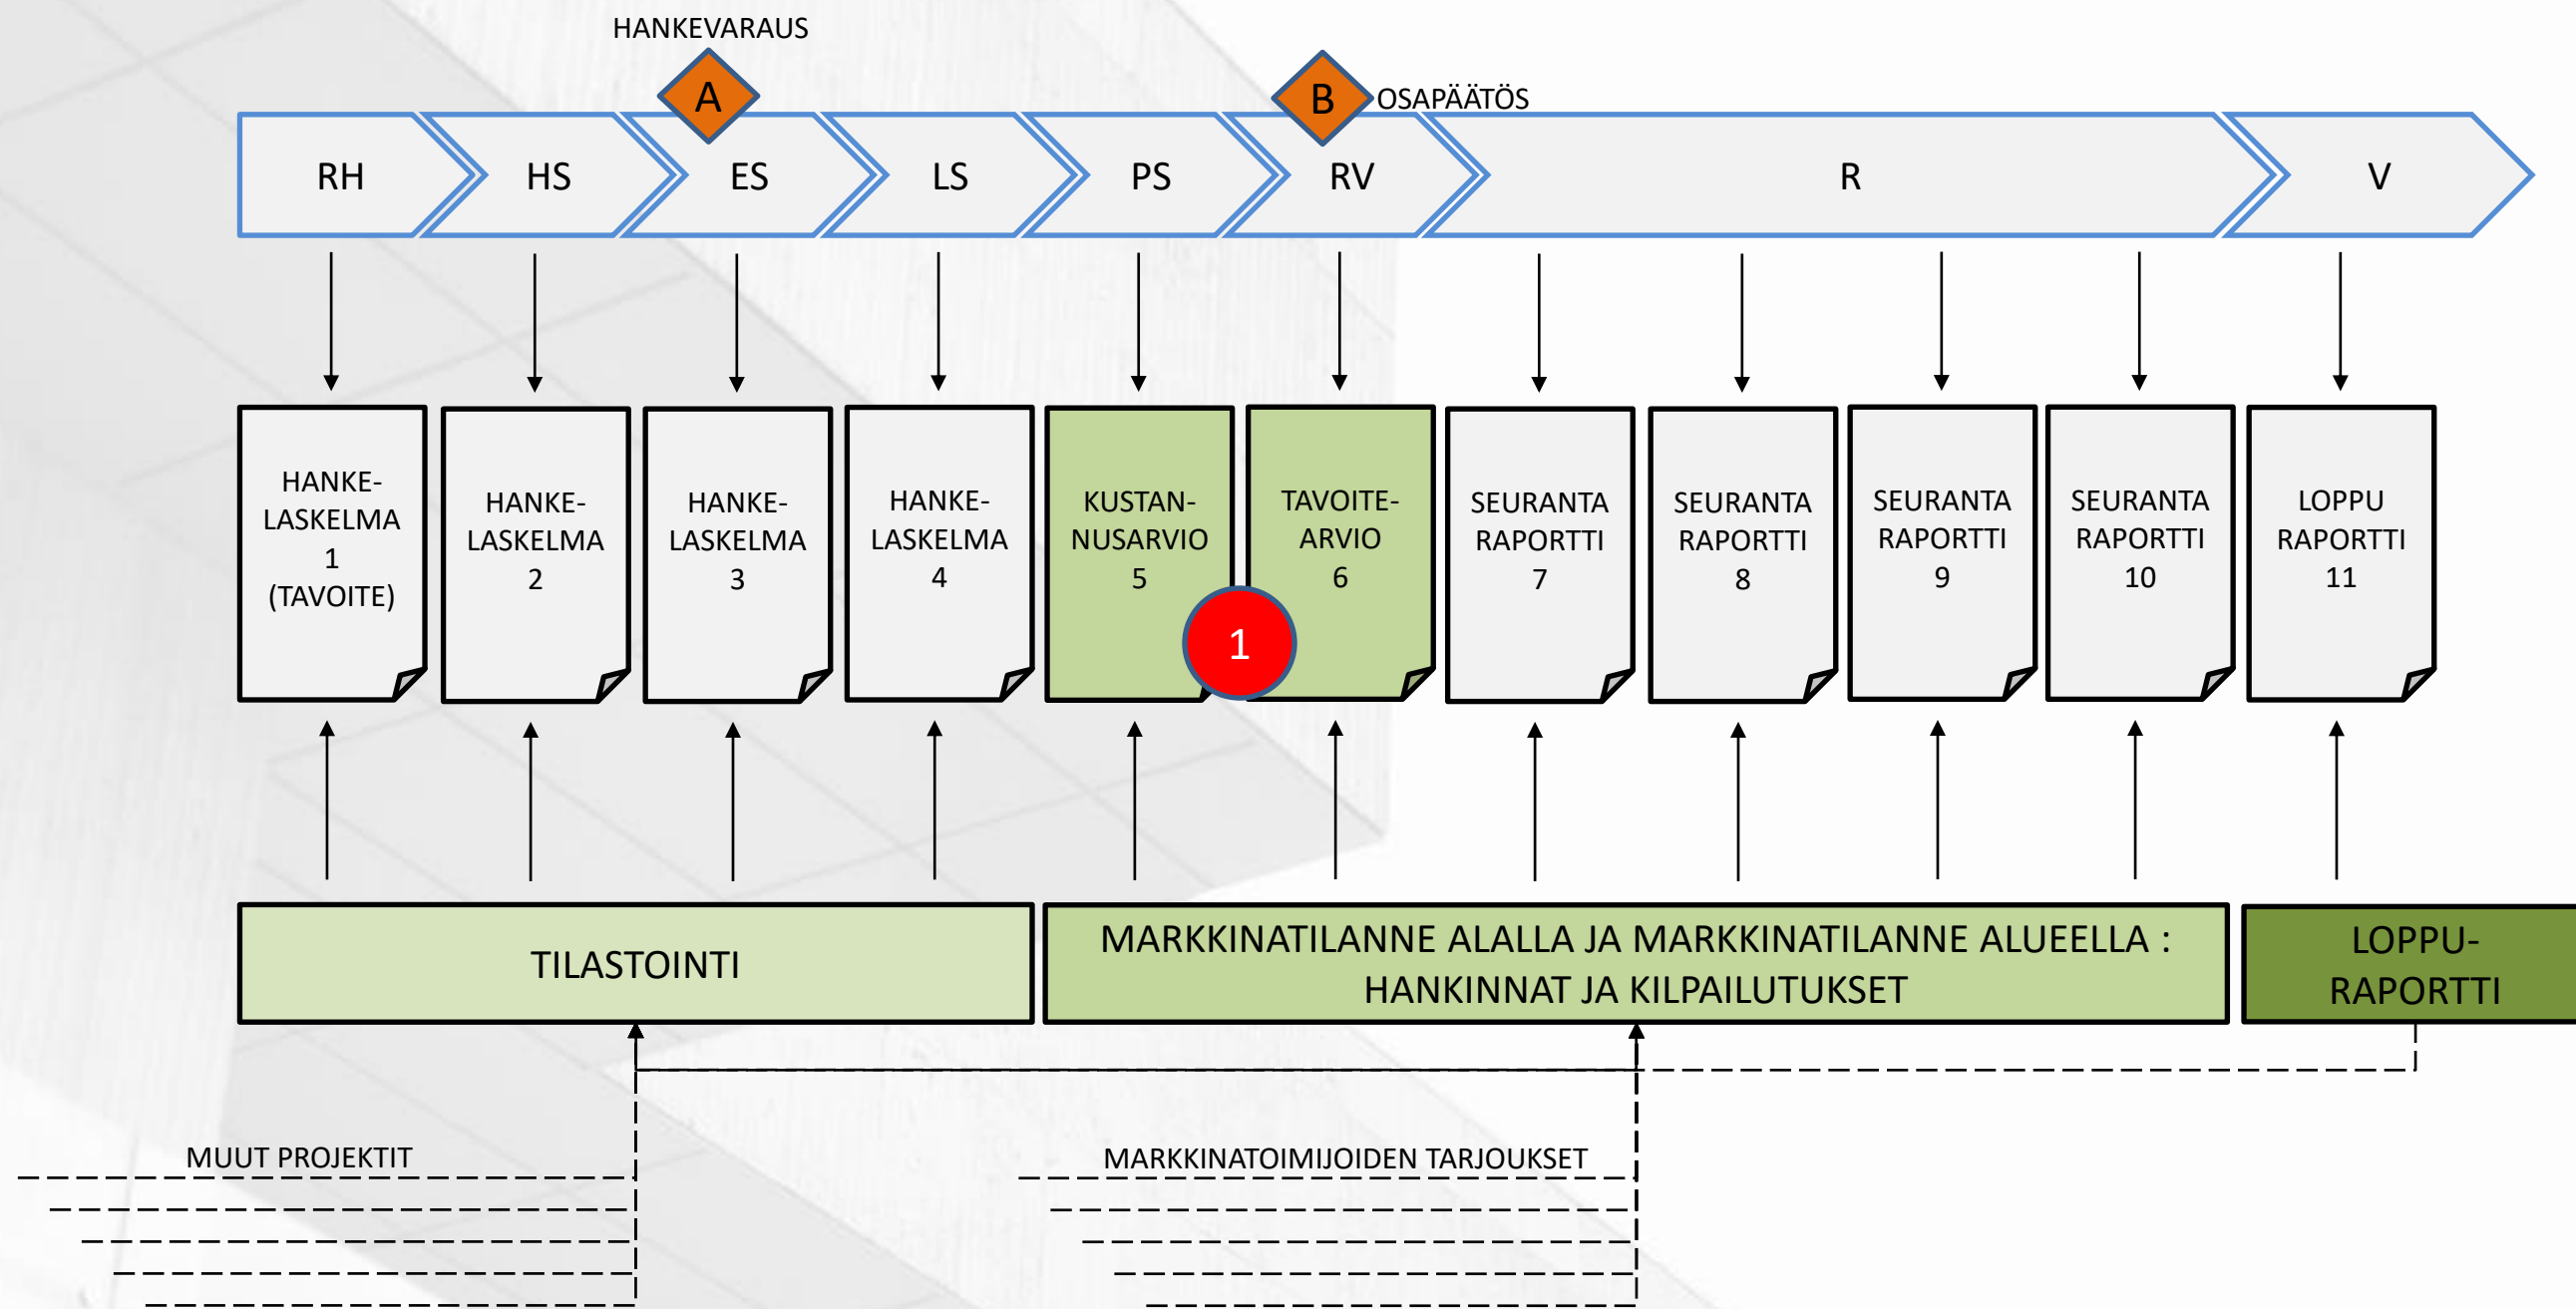 HANKEVARAUS
A
B
OSAPÄÄTÖS
RH
HS
ES
LS
PS
RV
R
V
HANKE-
LASKELMA
1
(TAVOITE)
HANKE-
LASKELMA
2
HANKE-
LASKELMA
3
HANKE-
LASKELMA
4
KUSTAN-
NUSARVIO
5
TAVOITE-
ARVIO
6
1
SEURANTA
RAPORTTI
7
SEURANTA
RAPORTTI
8
SEURANTA
RAPORTTI
9
SEURANTA
RAPORTTI
10
LOPPU
RAPORTTI
11
TILASTOINTI
MARKKINATILANNE ALALLA JA MARKKINATILANNE ALUEELLA :
HANKINNAT JA KILPAILUTUKSET
LOPPU-
RAPORTTI
MUUT PROJEKTIT
MARKKINATOIMIJOIDEN TARJOUKSET